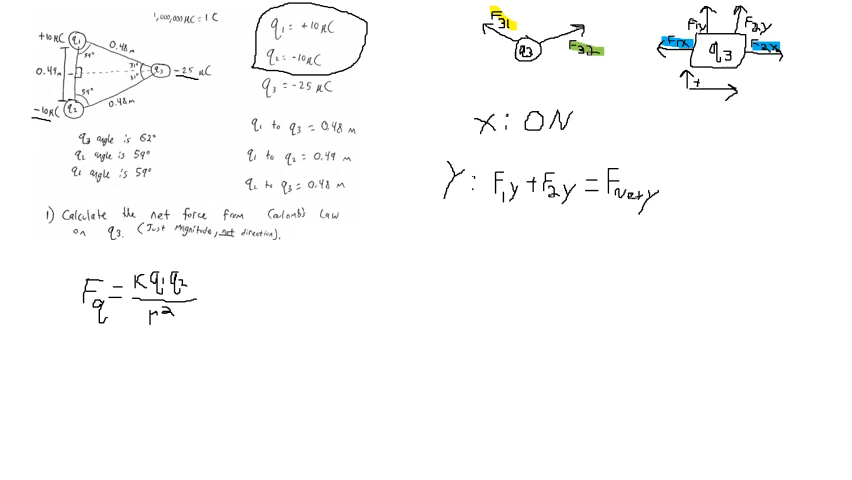 1,000,000 μC = 1 C
+10 μC
q1
0.48 m
59°
0.49 m
31°
31°
q3
-25 μC
59°
0.48 m
-10 μC
q2
q3 angle is 62°
q2 angle is 59°
q1 angle is 59°
q1 = +10 μC
q2 = -10 μC
q3 = -25 μC
q1 to q3 = 0.48 m
q1 to q2 = 0.49 m
q2 to q3 = 0.48 m
1) Calculate the net force from Coulomb's Law
on q3. (Just Magnitude, not direction).
Fq = Kq1q2 / r²
F31
q3
F32
F1y
F2y
F1x
q3
F2x
+
X: 0N
Y: F1y + F2y = Fnety